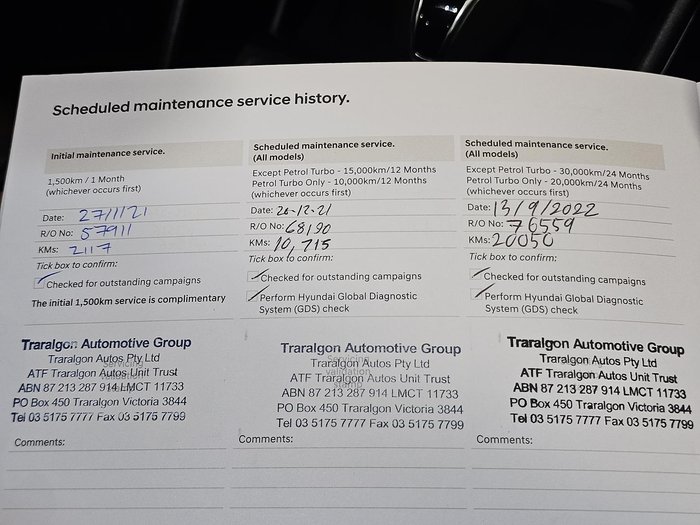 Scheduled maintenance service history.
Initial maintenance service.
1,500km / 1 Month
(whichever occurs first)
Date: 27/1/21
R/O No: 57911
KMs: 2117
Tick box to confirm:
Checked for outstanding campaigns
The initial 1,500km service is complimentary
Traralgon Automotive Group
Traralgon Autos Pty Ltd
ATF Traralgon Autos Unit Trust
ABN 87 213 287 914 LMCT 11733
PO Box 450 Traralgon Victoria 3844
Tel 03 5175 7777 Fax 03 5175 7799
Comments:
Scheduled maintenance service.
(All models)
Except Petrol Turbo - 15,000km/12 Months
Petrol Turbo Only - 10,000km/12 Months
(whichever occurs first)
Date: 20-12-21
R/O No: 68190
KMs: 10,715
Tick box to confirm:
Checked for outstanding campaigns
Perform Hyundai Global Diagnostic
System (GDS) check
Servicing
validation
stamp
Traralgon Automotive Group
Traralgon Autos Pty Ltd
ATF Traralgon Autos Unit Trust
ABN 87 213 287 914 LMCT 11733
PO Box 450 Traralgon Victoria 3844
Tel 03 5175 7777 Fax 03 5175 7799
Comments:
Scheduled maintenance service.
(All models)
Except Petrol Turbo - 30,000km/24 Months
Petrol Turbo Only - 20,000km/24 Months
(whichever occurs first)
Date: 13/9/2022
R/O No: 76559
KMs: 20050
Tick box to confirm:
Checked for outstanding campaigns
Perform Hyundai Global Diagnostic
System (GDS) check
Traralgon Automotive Group
Traralgon Autos Pty Ltd
ATF Traralgon Autos Unit Trust
ABN 87 213 287 914 LMCT 11733
PO Box 450 Traralgon Victoria 3844
Tel 03 5175 7777 Fax 03 5175 7799
Comments: